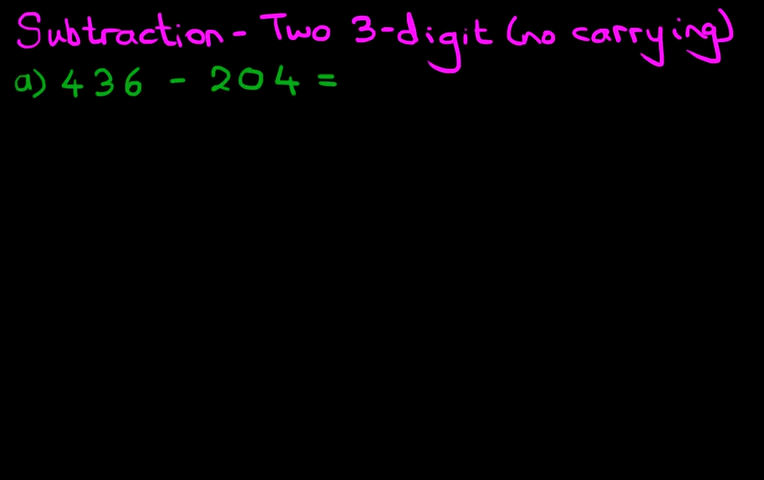 Subtraction - Two 3-digit (no carrying)
a) 436 - 204 =